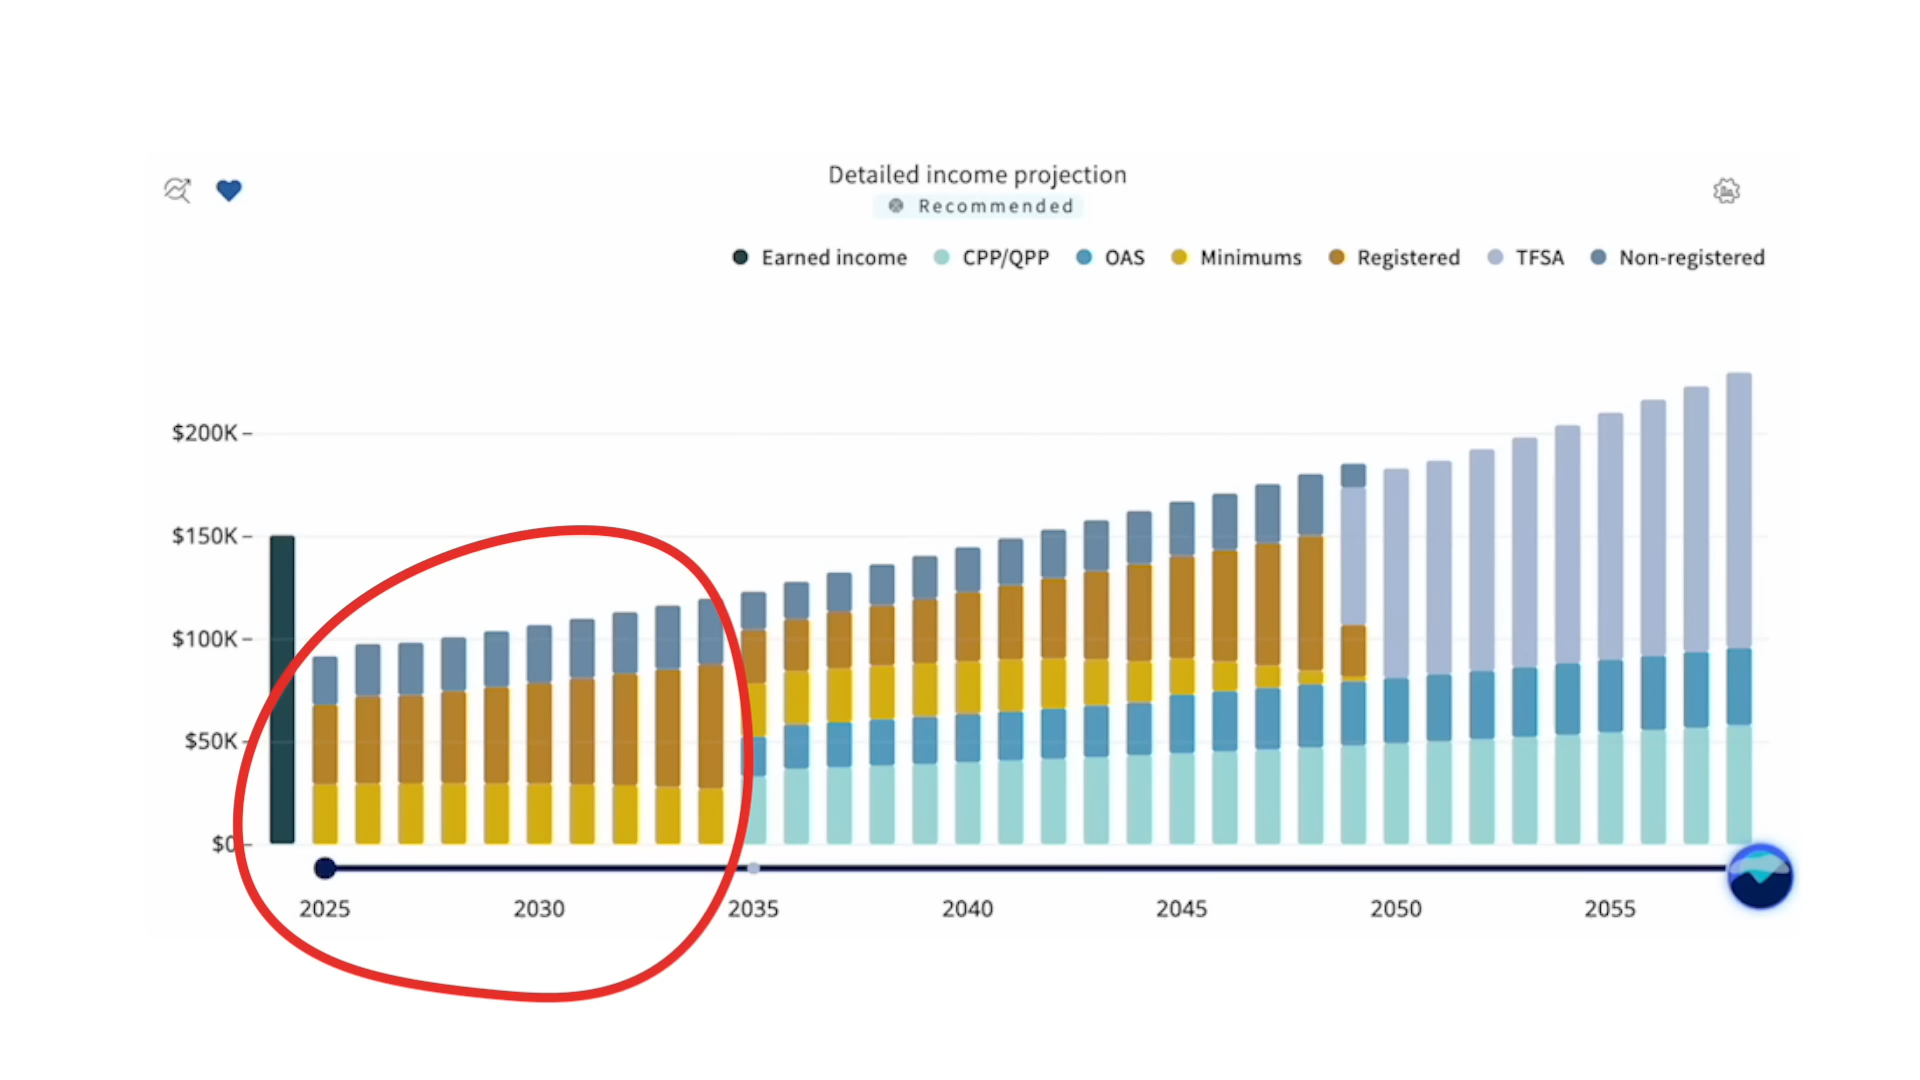 Detailed income projection
Recommended
Earned income CPP/QPP OAS Minimums Registered TFSA Non-registered
$200K
$150K
$100K
$50K
$0
2025 2030 2035 2040 2045 2050 2055